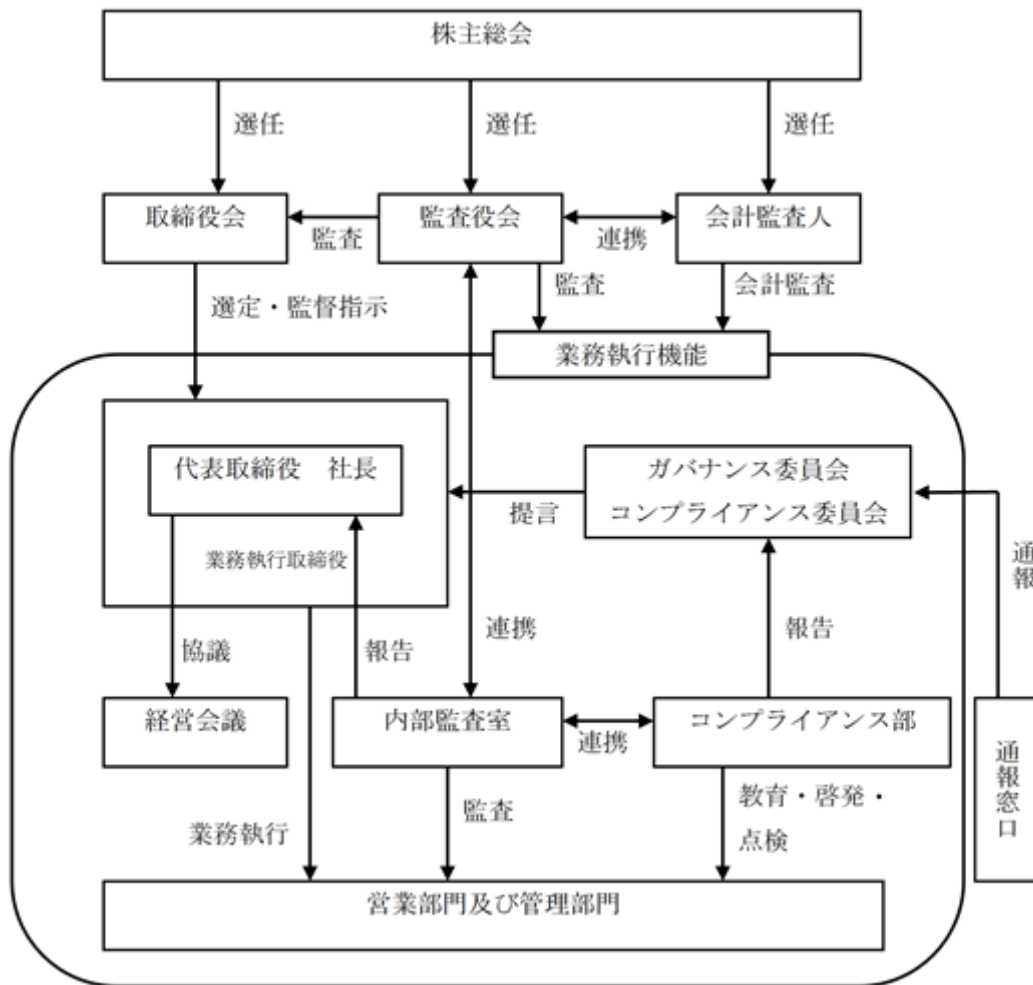 株主総会
選任
選任
選任
取締役会
監査
監査役会
連携
会計監査人
選定・監督指示
監査
会計監査
業務執行機能
代表取締役　社長
業務執行取締役
提言
ガバナンス委員会
コンプライアンス委員会
通報
協議
報告
連携
報告
経営会議
内部監査室
連携
コンプライアンス部
通報窓口
業務執行
監査
教育・啓発・
点検
営業部門及び管理部門